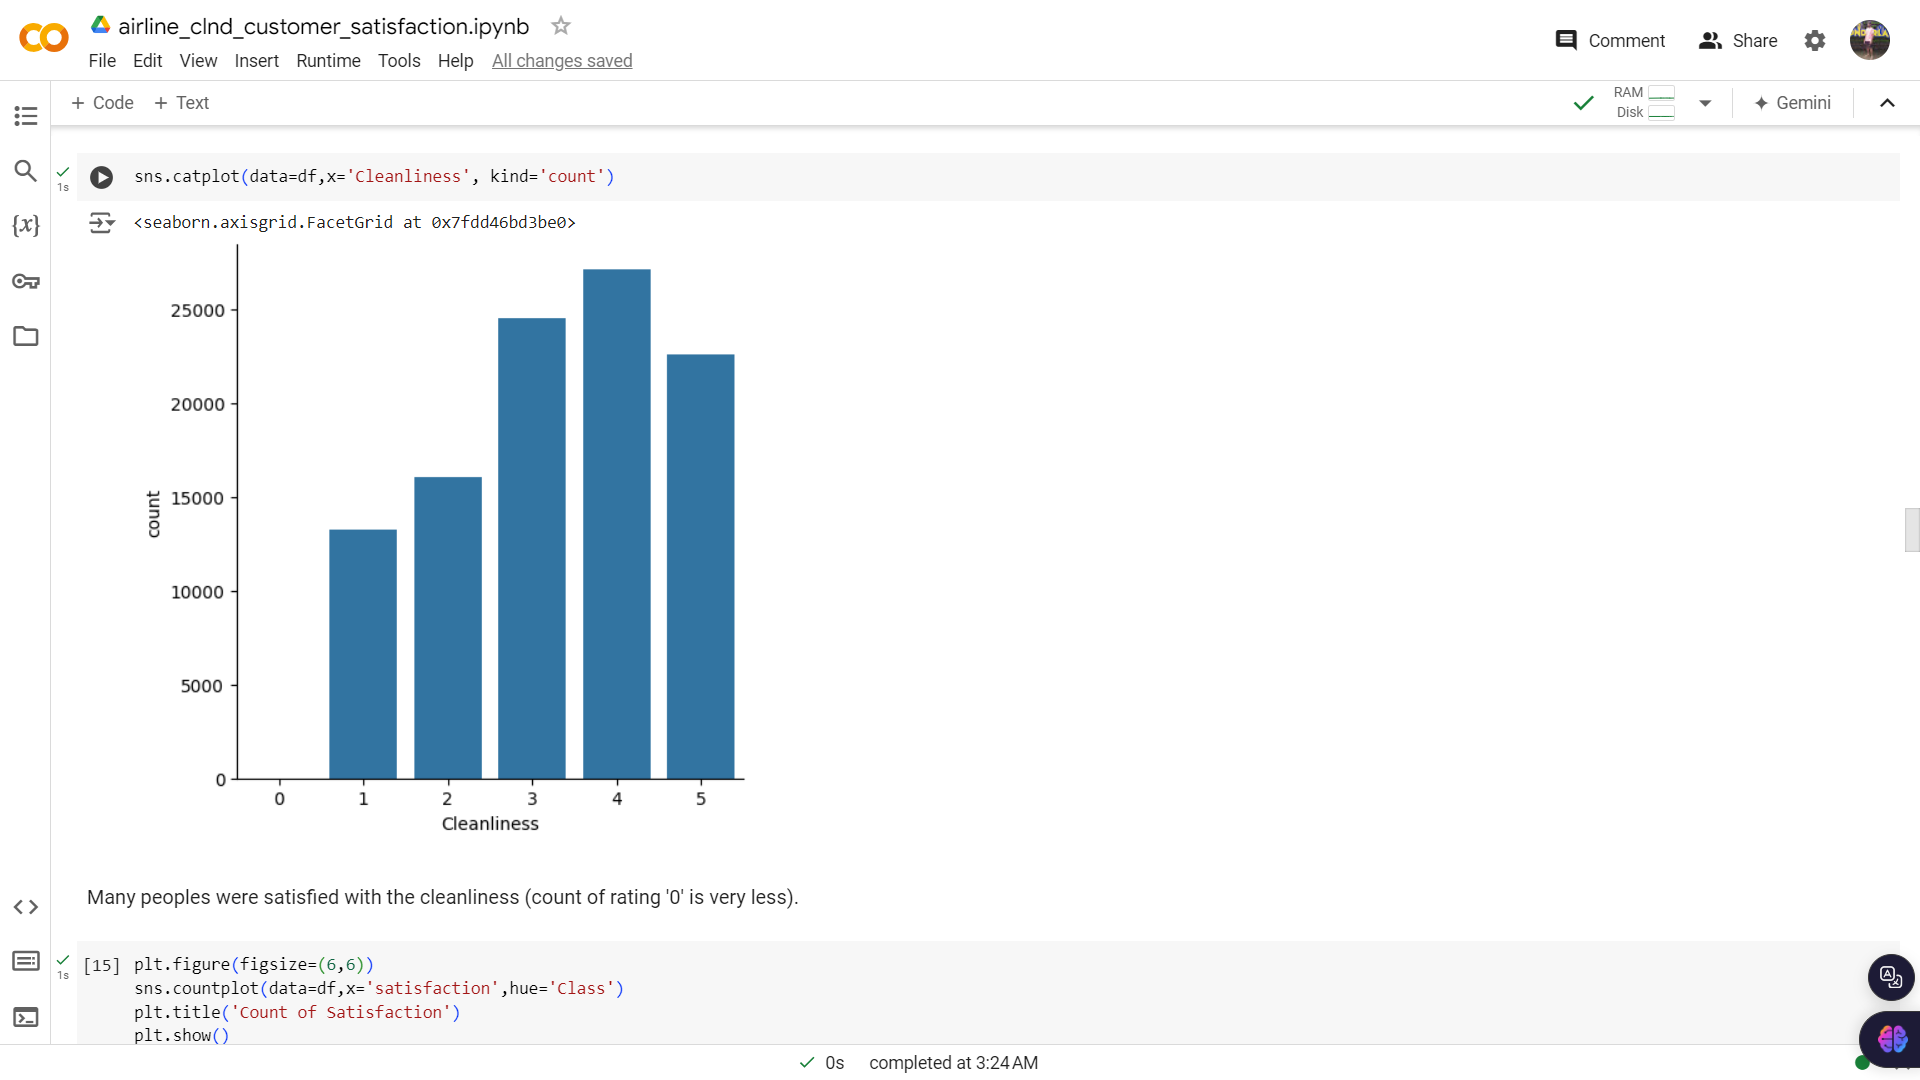 airline_clnd_customer_satisfaction.ipynb
File Edit View Insert Runtime Tools Help All changes saved
Comment Share
+ Code + Text
RAM
Disk
Gemini
1s
sns.catplot(data=df,x='Cleanliness', kind='count')
{x}
<seaborn.axisgrid.FacetGrid at 0x7fdd46bd3be0>
25000
20000
15000
10000
5000
0
count
0 1 2 3 4 5
Cleanliness
Many peoples were satisfied with the cleanliness (count of rating '0' is very less).
1s
[15] plt.figure(figsize=(6,6))
sns.countplot(data=df,x='satisfaction',hue='Class')
plt.title('Count of Satisfaction')
plt.show()
0s completed at 3:24 AM